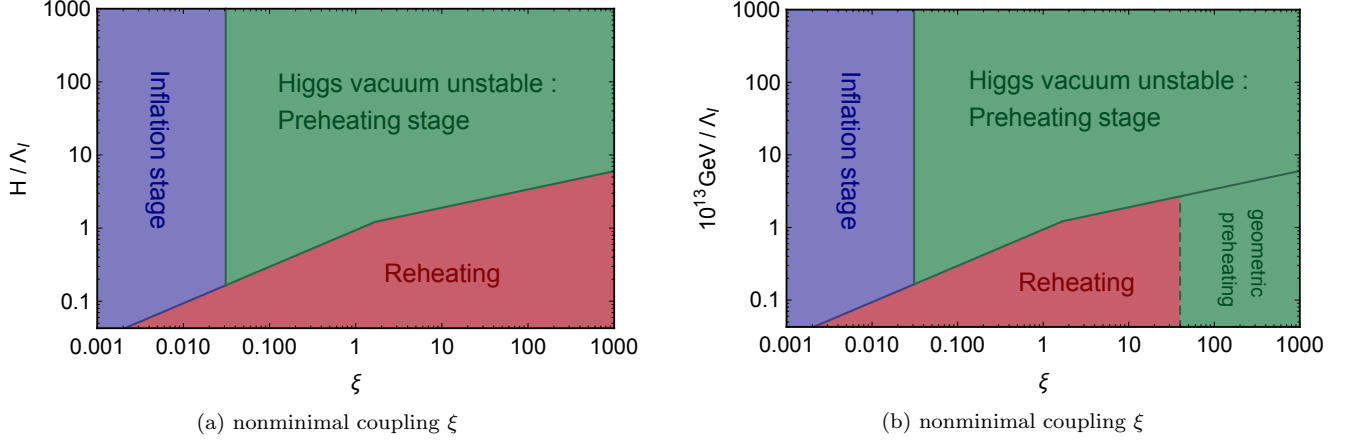 1000
100
10
1
0.1
H / Λ_I
Inflation stage
Higgs vacuum unstable :
Preheating stage
Reheating
0.001 0.010 0.100 1 10 100 1000
ξ
(a) nonminimal coupling ξ
1000
100
10
1
0.1
10^13 GeV / Λ_I
Inflation stage
Higgs vacuum unstable :
Preheating stage
Reheating
geometric
preheating
0.001 0.010 0.100 1 10 100 1000
ξ
(b) nonminimal coupling ξ